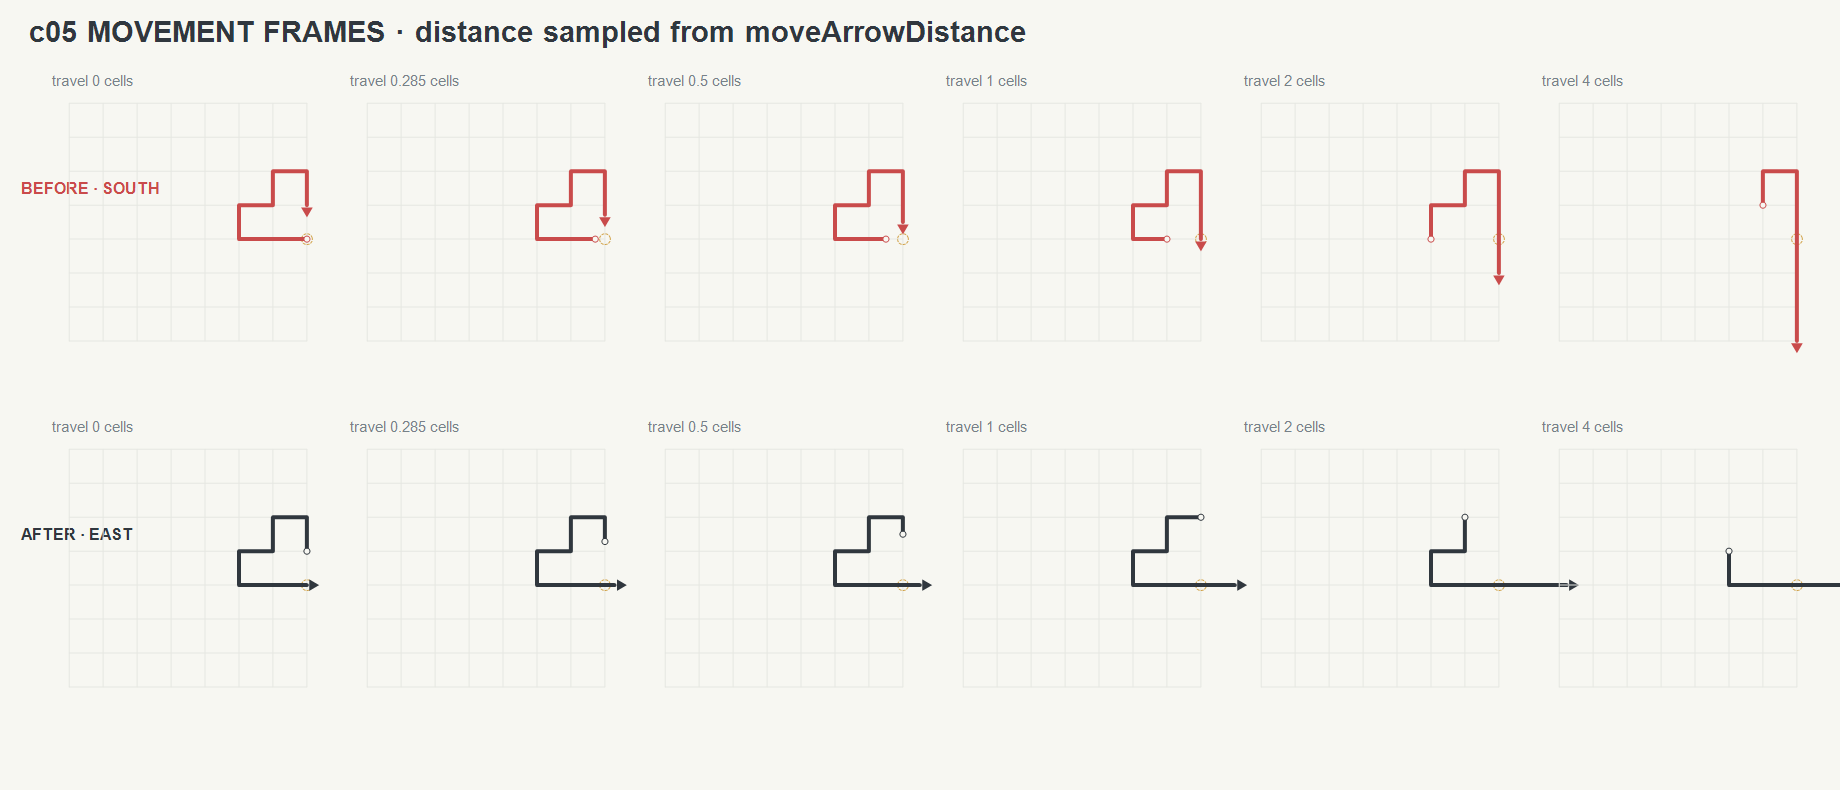 c05 MOVEMENT FRAMES · distance sampled from moveArrowDistance
travel 0 cells
travel 0.285 cells
travel 0.5 cells
travel 1 cells
travel 2 cells
travel 4 cells
BEFORE · SOUTH
travel 0 cells
travel 0.285 cells
travel 0.5 cells
travel 1 cells
travel 2 cells
travel 4 cells
AFTER · EAST